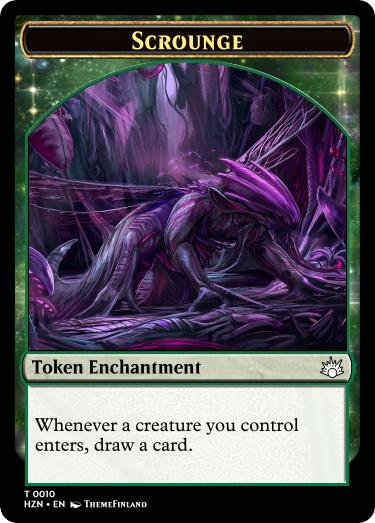 Scrounge
Token Enchantment
Whenever a creature you control
enters, draw a card.
T 0010
HZN • EN ThemeFinland